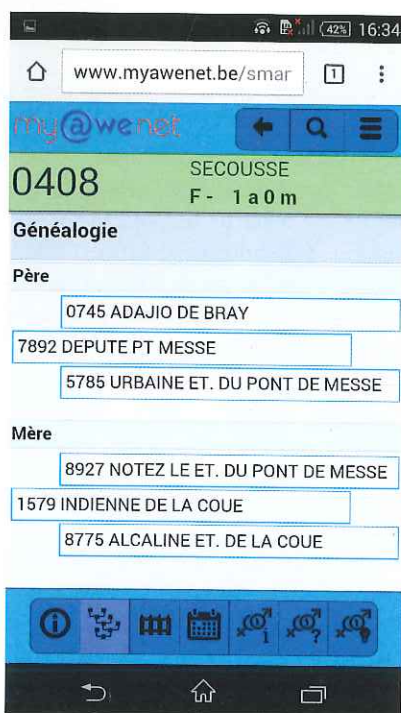 42% 16:34
www.myawenet.be/smar 1
my@wenet
0408 SECOUSSE
F - 1 a 0 m
Généalogie
Père
0745 ADAJIO DE BRAY
7892 DEPUTE PT MESSE
5785 URBAINE ET. DU PONT DE MESSE
Mère
8927 NOTEZ LE ET. DU PONT DE MESSE
1579 INDIENNE DE LA COUE
8775 ALCALINE ET. DE LA COUE